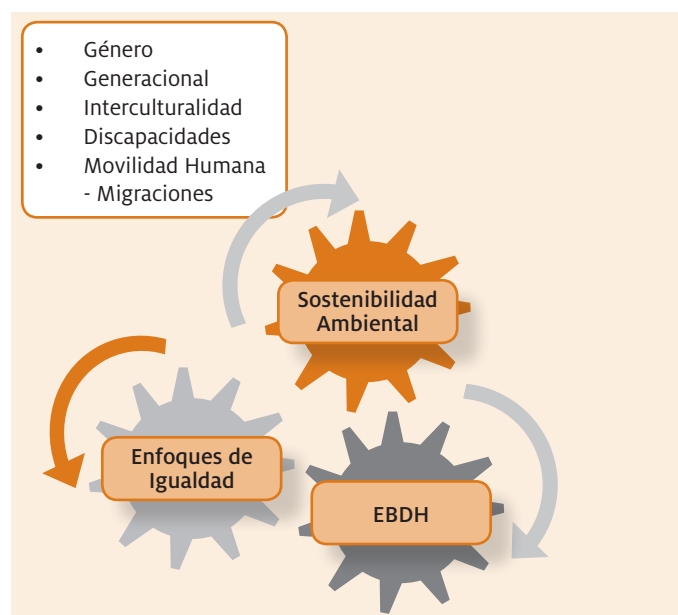 • Género
• Generacional
• Interculturalidad
• Discapacidades
• Movilidad Humana
- Migraciones
Sostenibilidad
Ambiental
Enfoques de
Igualdad
EBDH